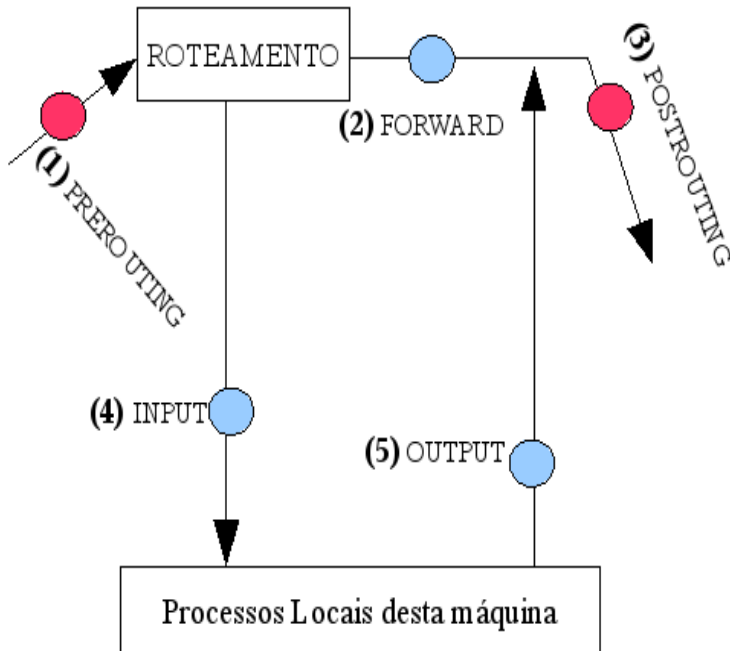 ROTEAMENTO
(1) PREROUTING
(2) FORWARD
(3) POSTROUTING
(4) INPUT
(5) OUTPUT
Processos Locais desta máquina